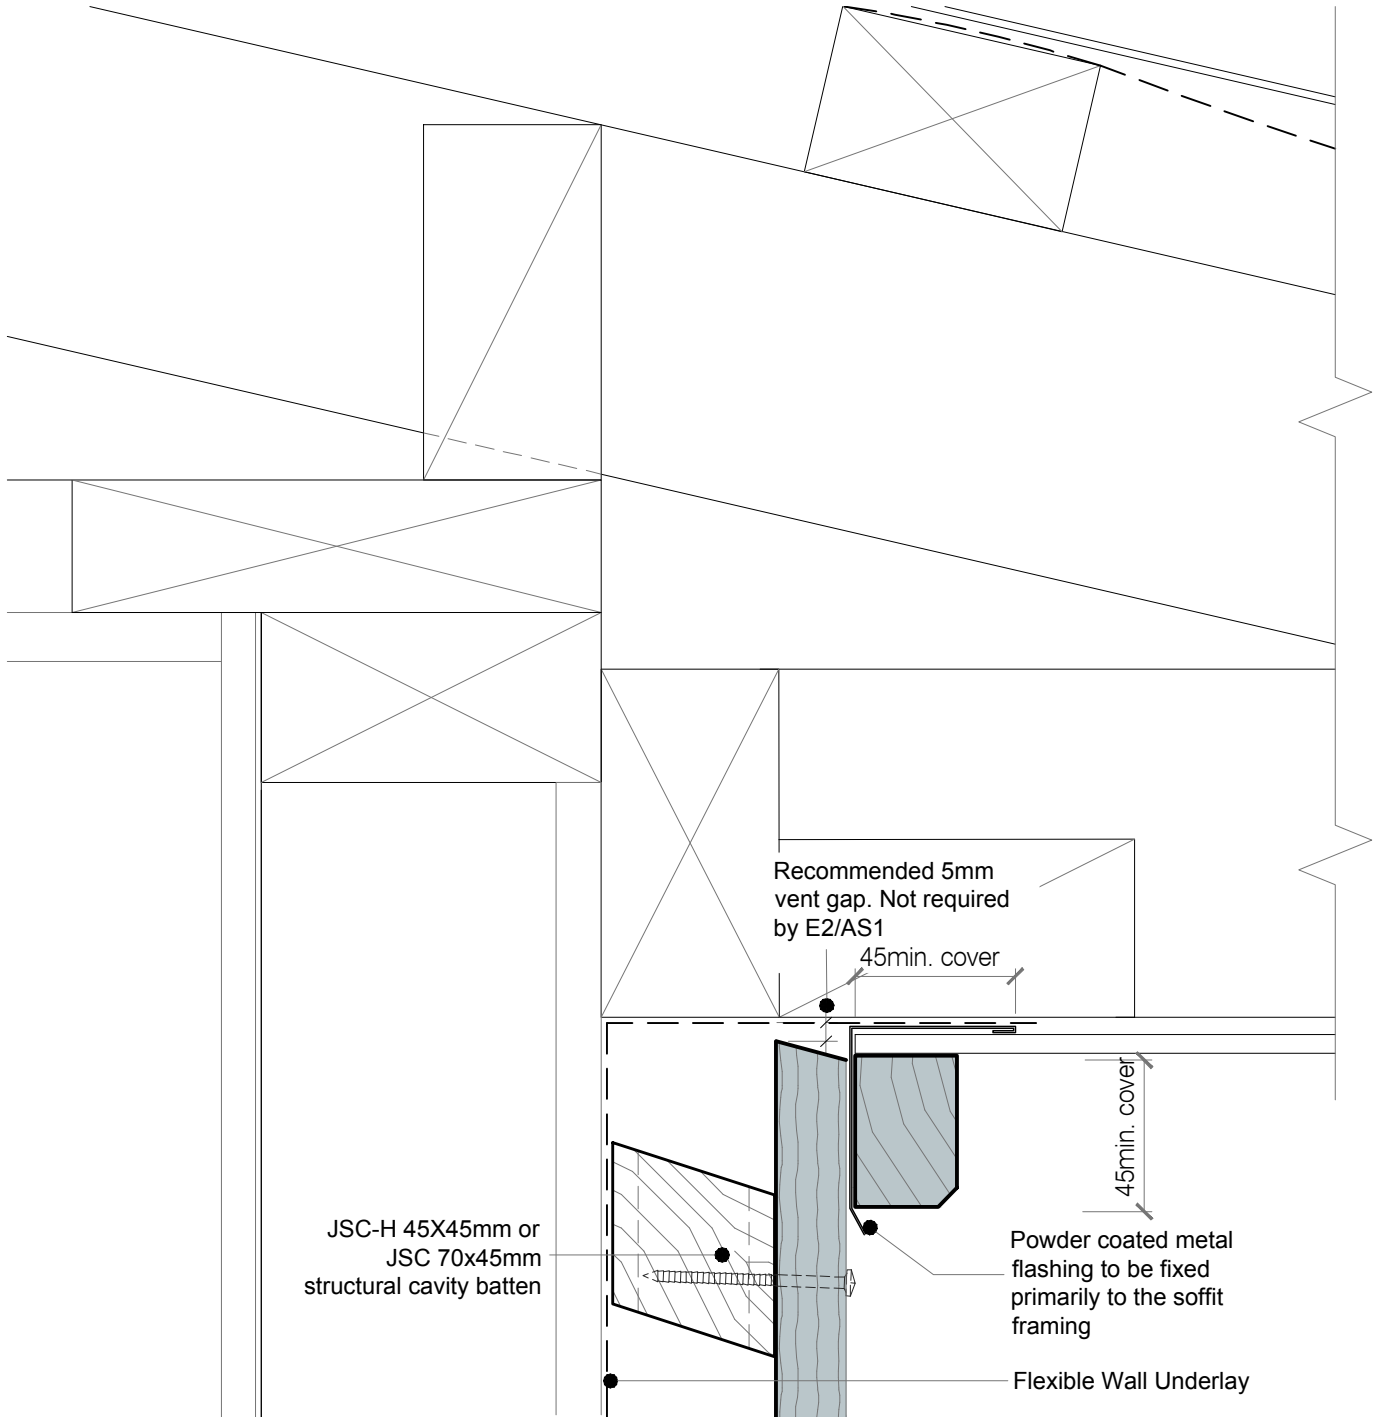 Recommended 5mm
vent gap. Not required
by E2/AS1
45min. cover
45min. cover
JSC-H 45X45mm or
JSC 70x45mm
structural cavity batten
Powder coated metal
flashing to be fixed
primarily to the soffit
framing
Flexible Wall Underlay